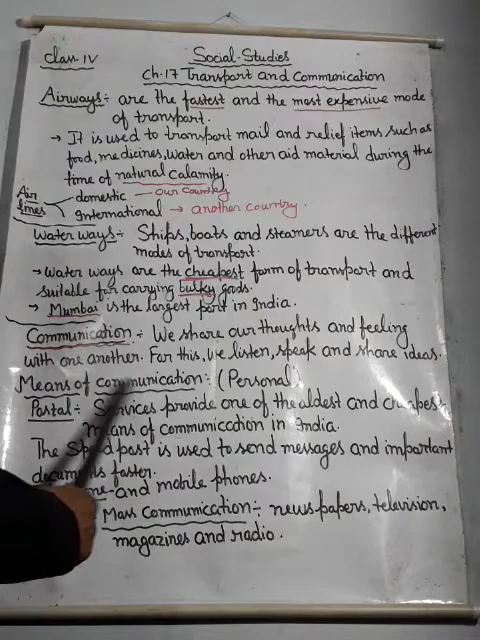 Class-IV Social-Studies
Ch.17 Transport and Communication
Airways:- are the fastest and the most expensive mode
of transport.
→ It is used to transport mail and relief items such as
food, medicines, water and other aid material during the
time of natural calamity.
Air lines domestic — our country
International → another country.
Water ways:- Ships, boats and steamers are the different
modes of transport.
→ Water ways are the cheapest form of transport and
suitable for carrying bulky goods.
→ Mumbai is the largest port in India.
Communication:- We share our thoughts and feeling
with one another. For this, we listen, speak and share ideas.
Means of communication:- (Personal)
Postal:- Services provide one of the oldest and cheapest
means of communication in India.
The Speed post is used to send messages and important
documents faster.
and mobile phones.
Mass Communication:- newspapers, television,
magazines and radio.